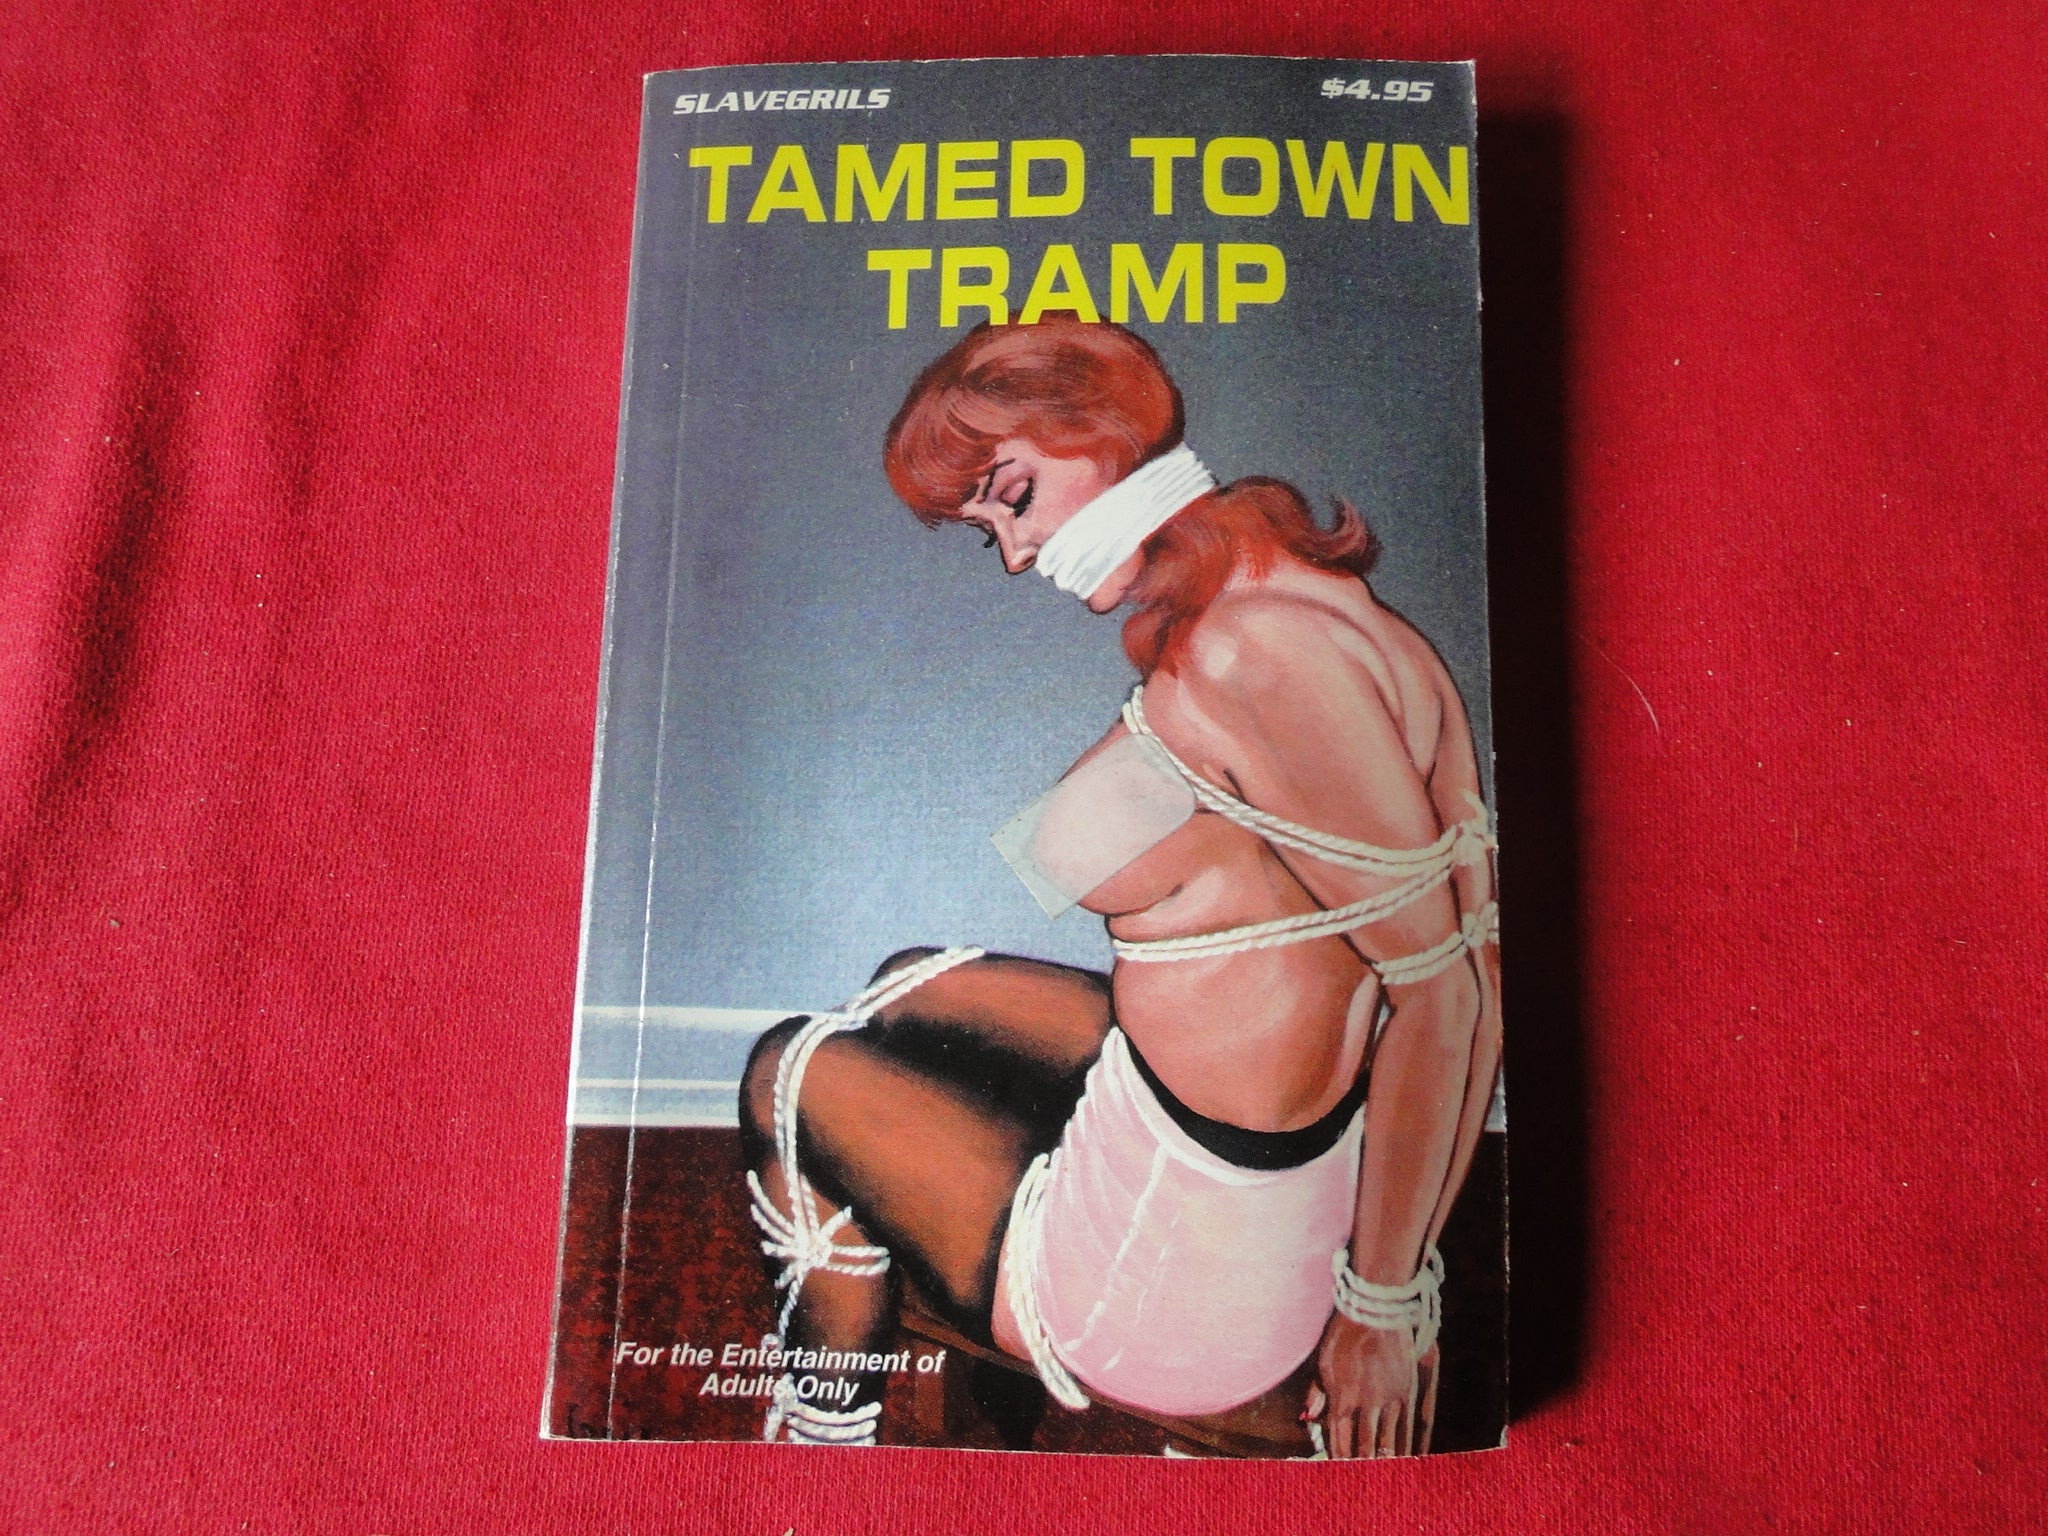 SLAVEGRILS
$4.95
TAMED TOWN
TRAMP
For the Entertainment of
Adults Only